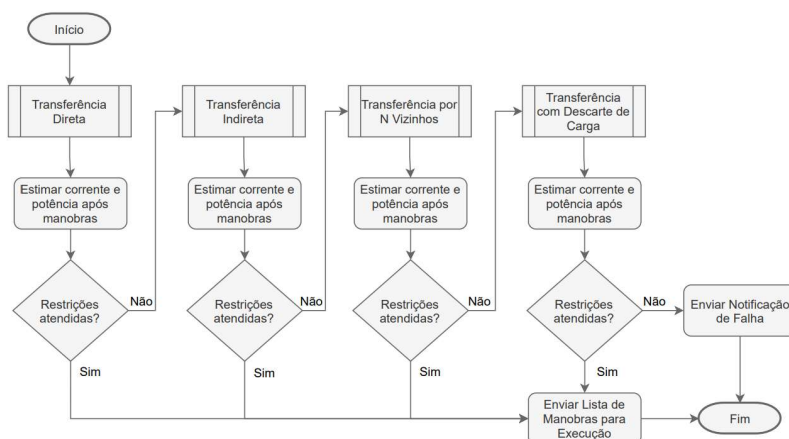 Início
Transferência
Direta
Transferência
Indireta
Transferência por
N Vizinhos
Transferência
com Descarte de
Carga
Estimar corrente e
potência após
manobras
Estimar corrente e
potência após
manobras
Estimar corrente e
potência após
manobras
Estimar corrente e
potência após
manobras
Restrições
atendidas?
Não
Restrições
atendidas?
Não
Restrições
atendidas?
Não
Restrições
atendidas?
Não
Enviar Notificação
de Falha
Sim
Sim
Sim
Sim
Enviar Lista de
Manobras para
Execução
Fim